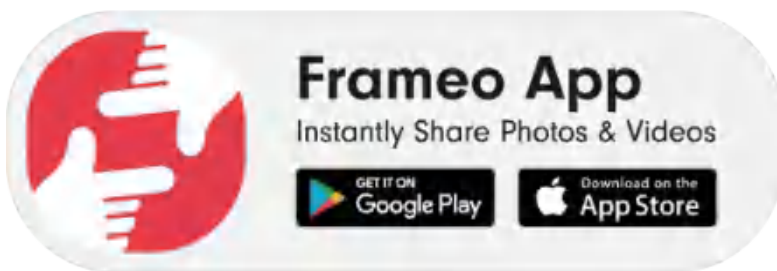 Frameo App
Instantly Share Photos & Videos
GET IT ON
Google Play
Download on the
App Store